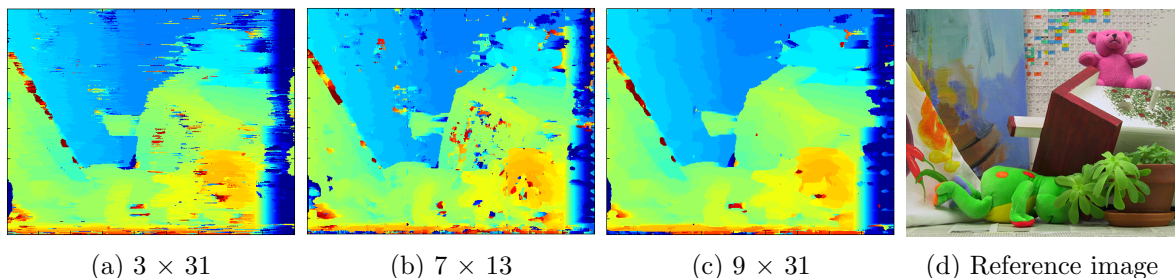 (a) 3 × 31
(b) 7 × 13
(c) 9 × 31
(d) Reference image